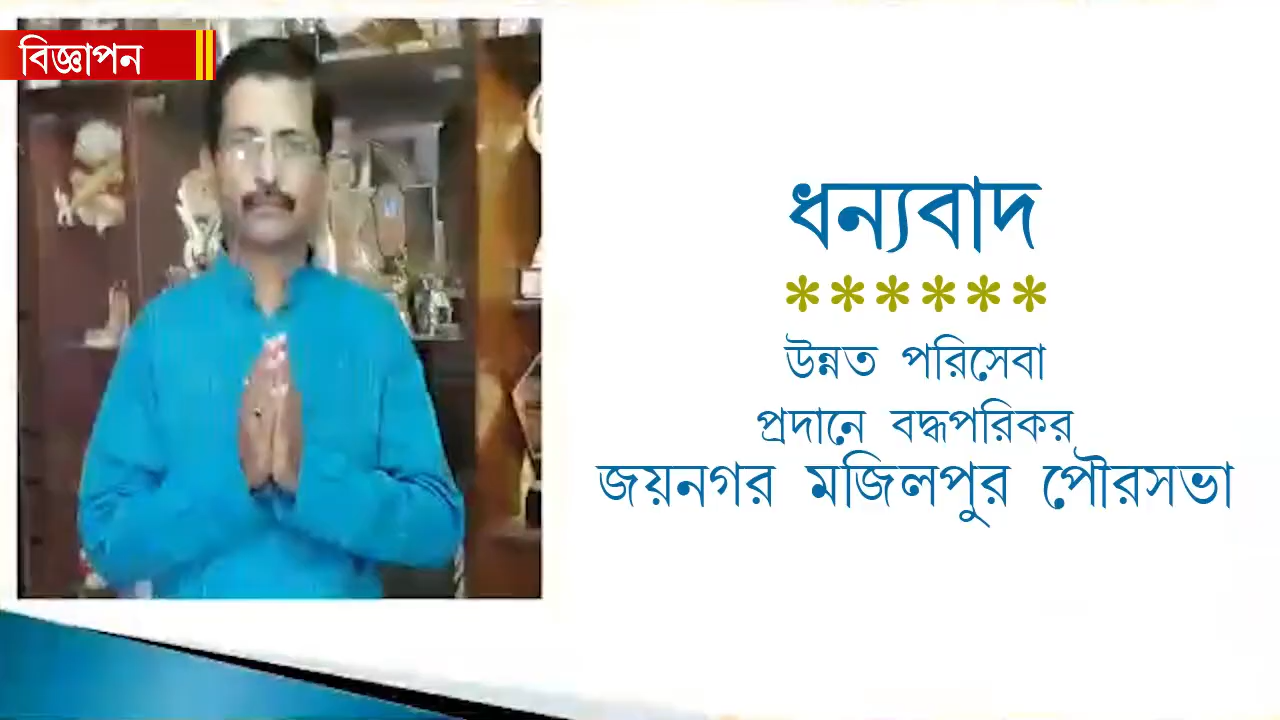 বিজ্ঞাপন
ধন্যবাদ
******
উন্নত পরিসেবা
প্রদানে বদ্ধপরিকর
জয়নগর মজিলপুর পৌরসভা